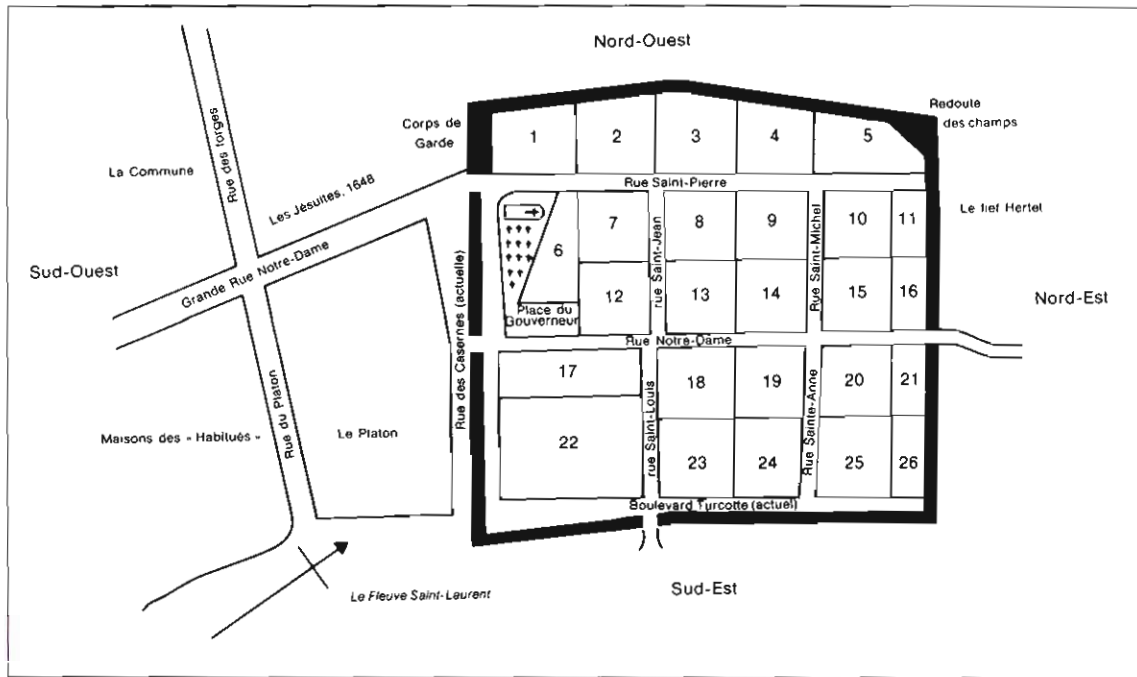 Nord-Ouest
Corps de
Garde
Redoute
des champs
1
2
3
4
5
La Commune
Rue des forges
Les Jésuites, 1648
Rue Saint-Pierre
Le fief Hertel
Sud-Ouest
Grande Rue Notre-Dame
Rue des Casernes (actuelle)
6
7
rue Saint-Jean
8
9
Rue Saint-Michel
10
11
Nord-Est
12
13
14
15
16
Place du
Gouverneur
Rue Notre-Dame
17
18
19
20
21
Maisons des « Habitués »
Rue du Platon
Le Platon
22
rue Saint-Louis
23
24
Rue Sainte-Anne
25
26
Boulevard Turcotte (actuel)
Le Fleuve Saint-Laurent
Sud-Est